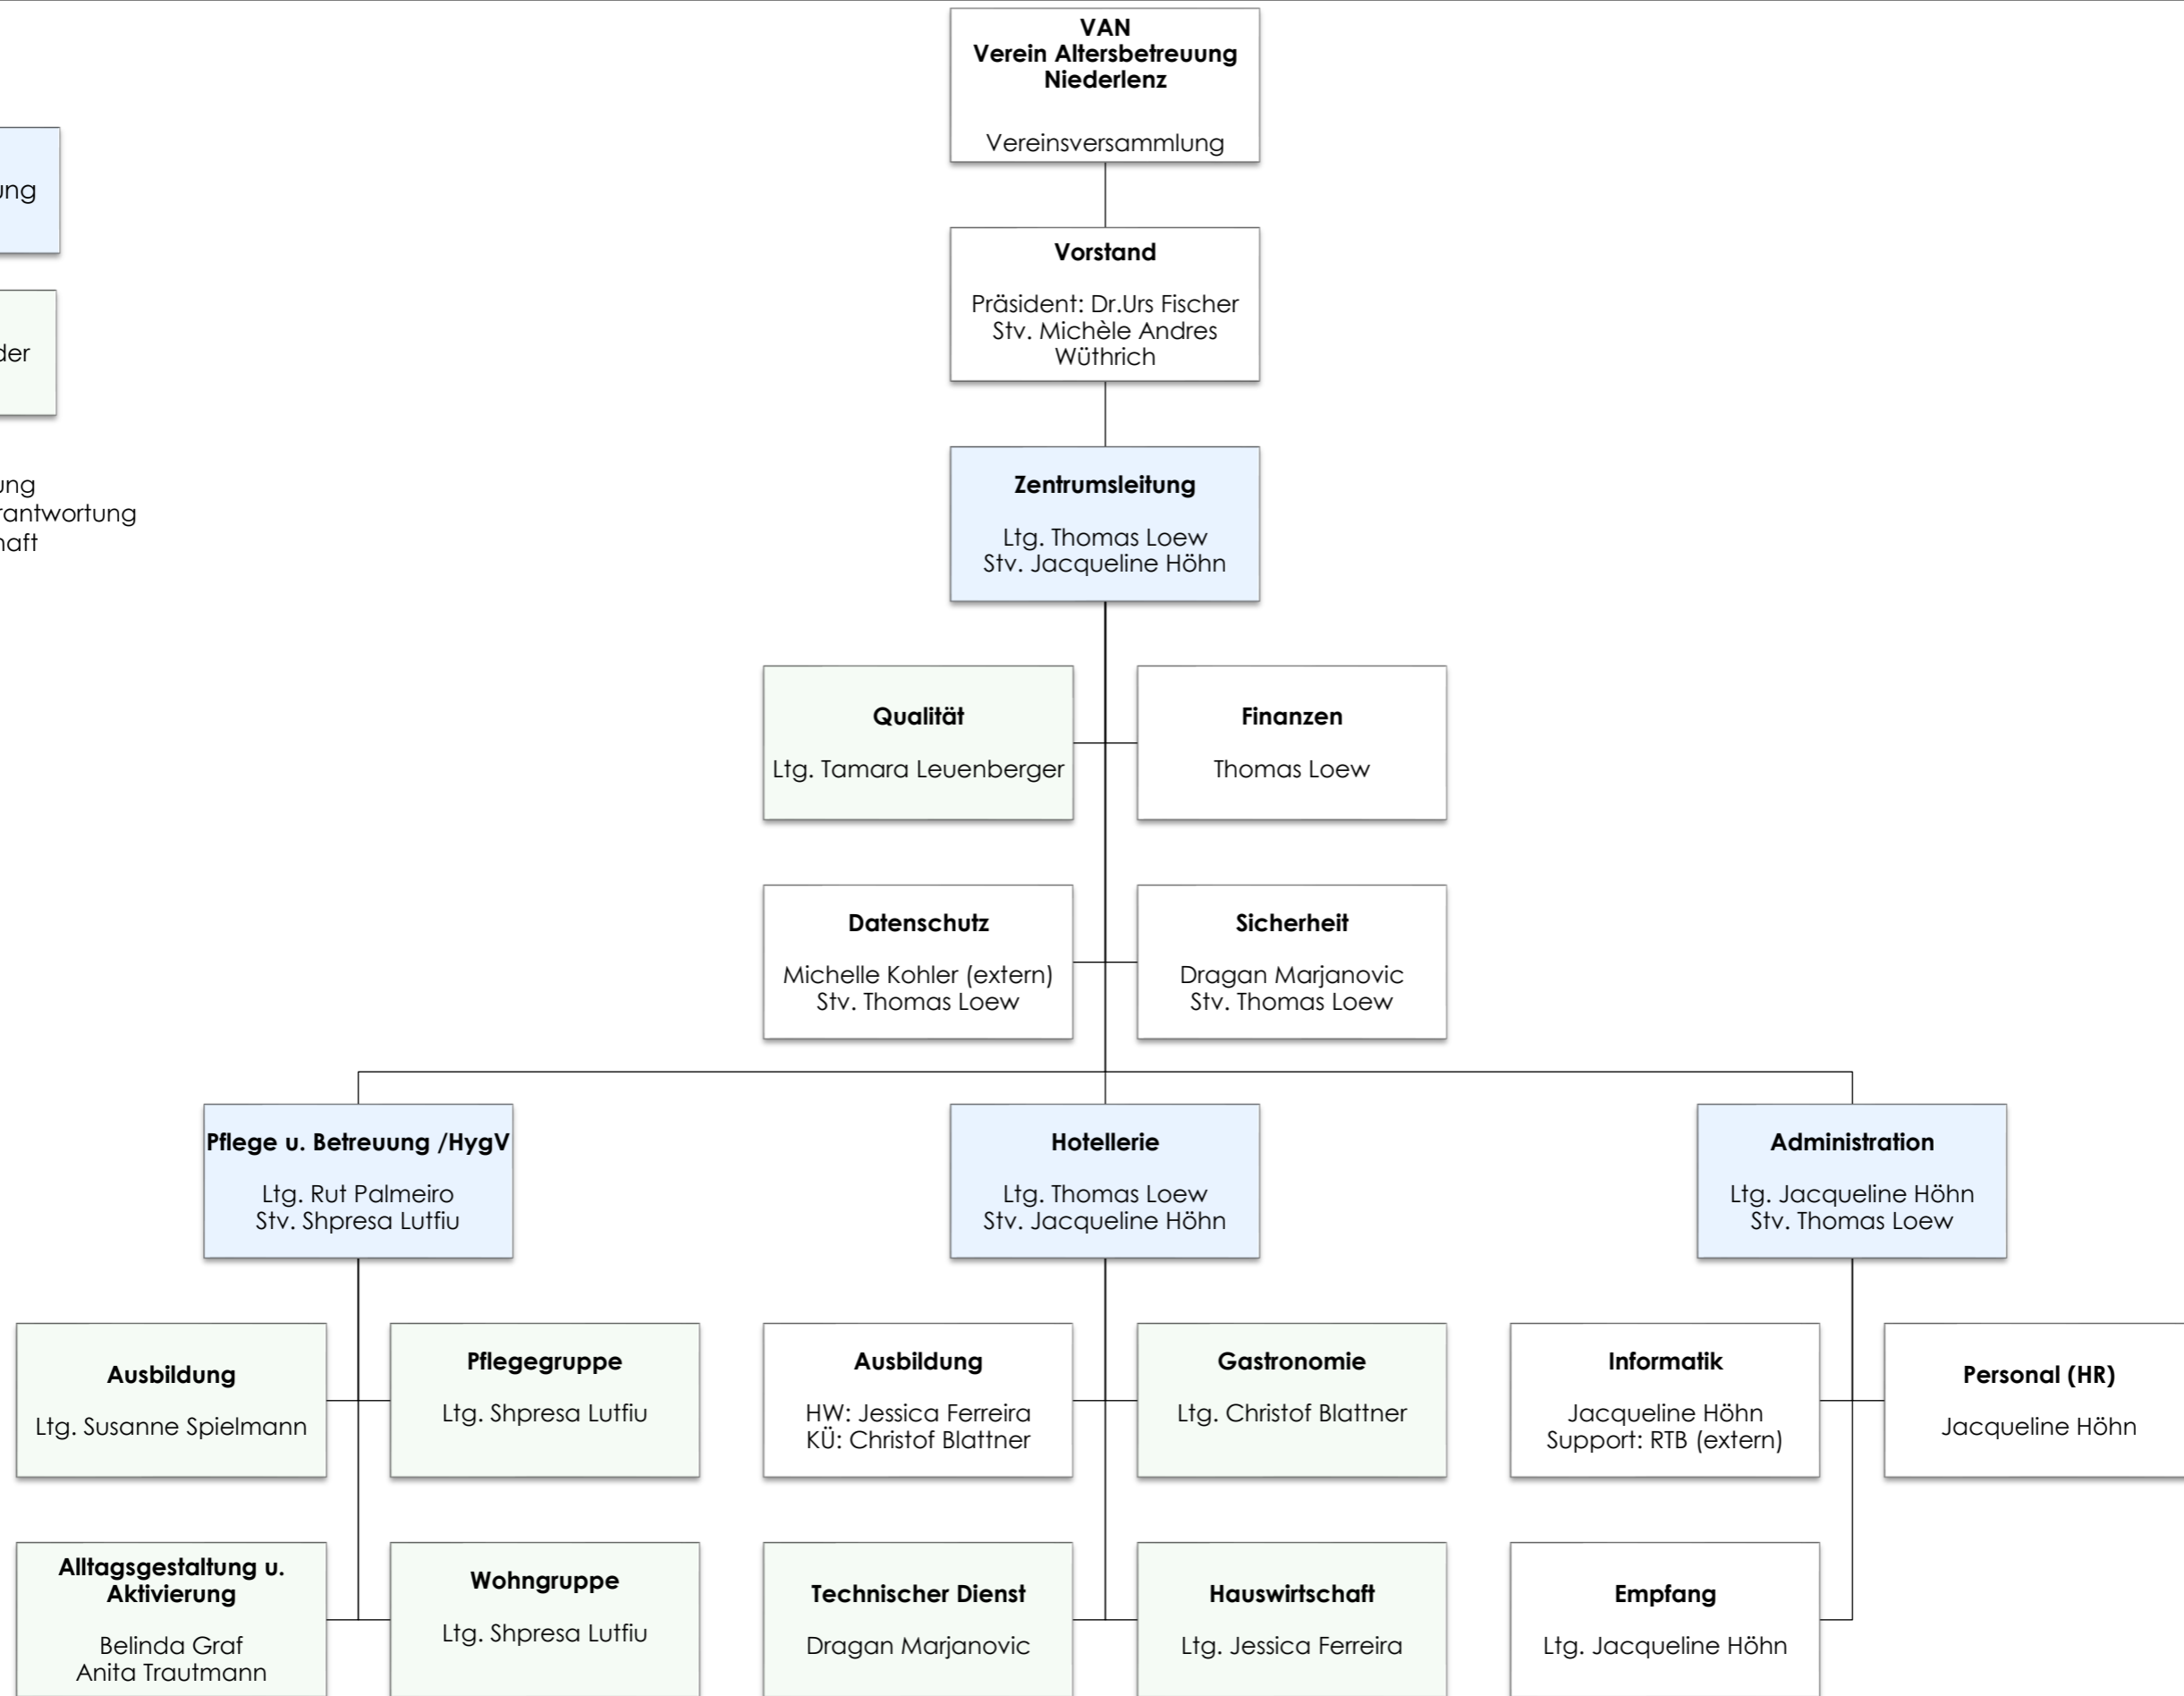 VAN
Verein Altersbetreuung
Niederlenz
Vereinsversammlung
ung
der
ung
rantwortung
haft
Vorstand
Präsident: Dr.Urs Fischer
Stv. Michèle Andres
Wüthrich
Zentrumsleitung
Ltg. Thomas Loew
Stv. Jacqueline Höhn
Qualität
Ltg. Tamara Leuenberger
Finanzen
Thomas Loew
Datenschutz
Michelle Kohler (extern)
Stv. Thomas Loew
Sicherheit
Dragan Marjanovic
Stv. Thomas Loew
Pflege u. Betreuung /HygV
Ltg. Rut Palmeiro
Stv. Shpresa Lutfiu
Hotellerie
Ltg. Thomas Loew
Stv. Jacqueline Höhn
Administration
Ltg. Jacqueline Höhn
Stv. Thomas Loew
Ausbildung
Ltg. Susanne Spielmann
Pflegegruppe
Ltg. Shpresa Lutfiu
Ausbildung
HW: Jessica Ferreira
KÜ: Christof Blattner
Gastronomie
Ltg. Christof Blattner
Informatik
Jacqueline Höhn
Support: RTB (extern)
Personal (HR)
Jacqueline Höhn
Alltagsgestaltung u.
Aktivierung
Belinda Graf
Anita Trautmann
Wohngruppe
Ltg. Shpresa Lutfiu
Technischer Dienst
Dragan Marjanovic
Hauswirtschaft
Ltg. Jessica Ferreira
Empfang
Ltg. Jacqueline Höhn